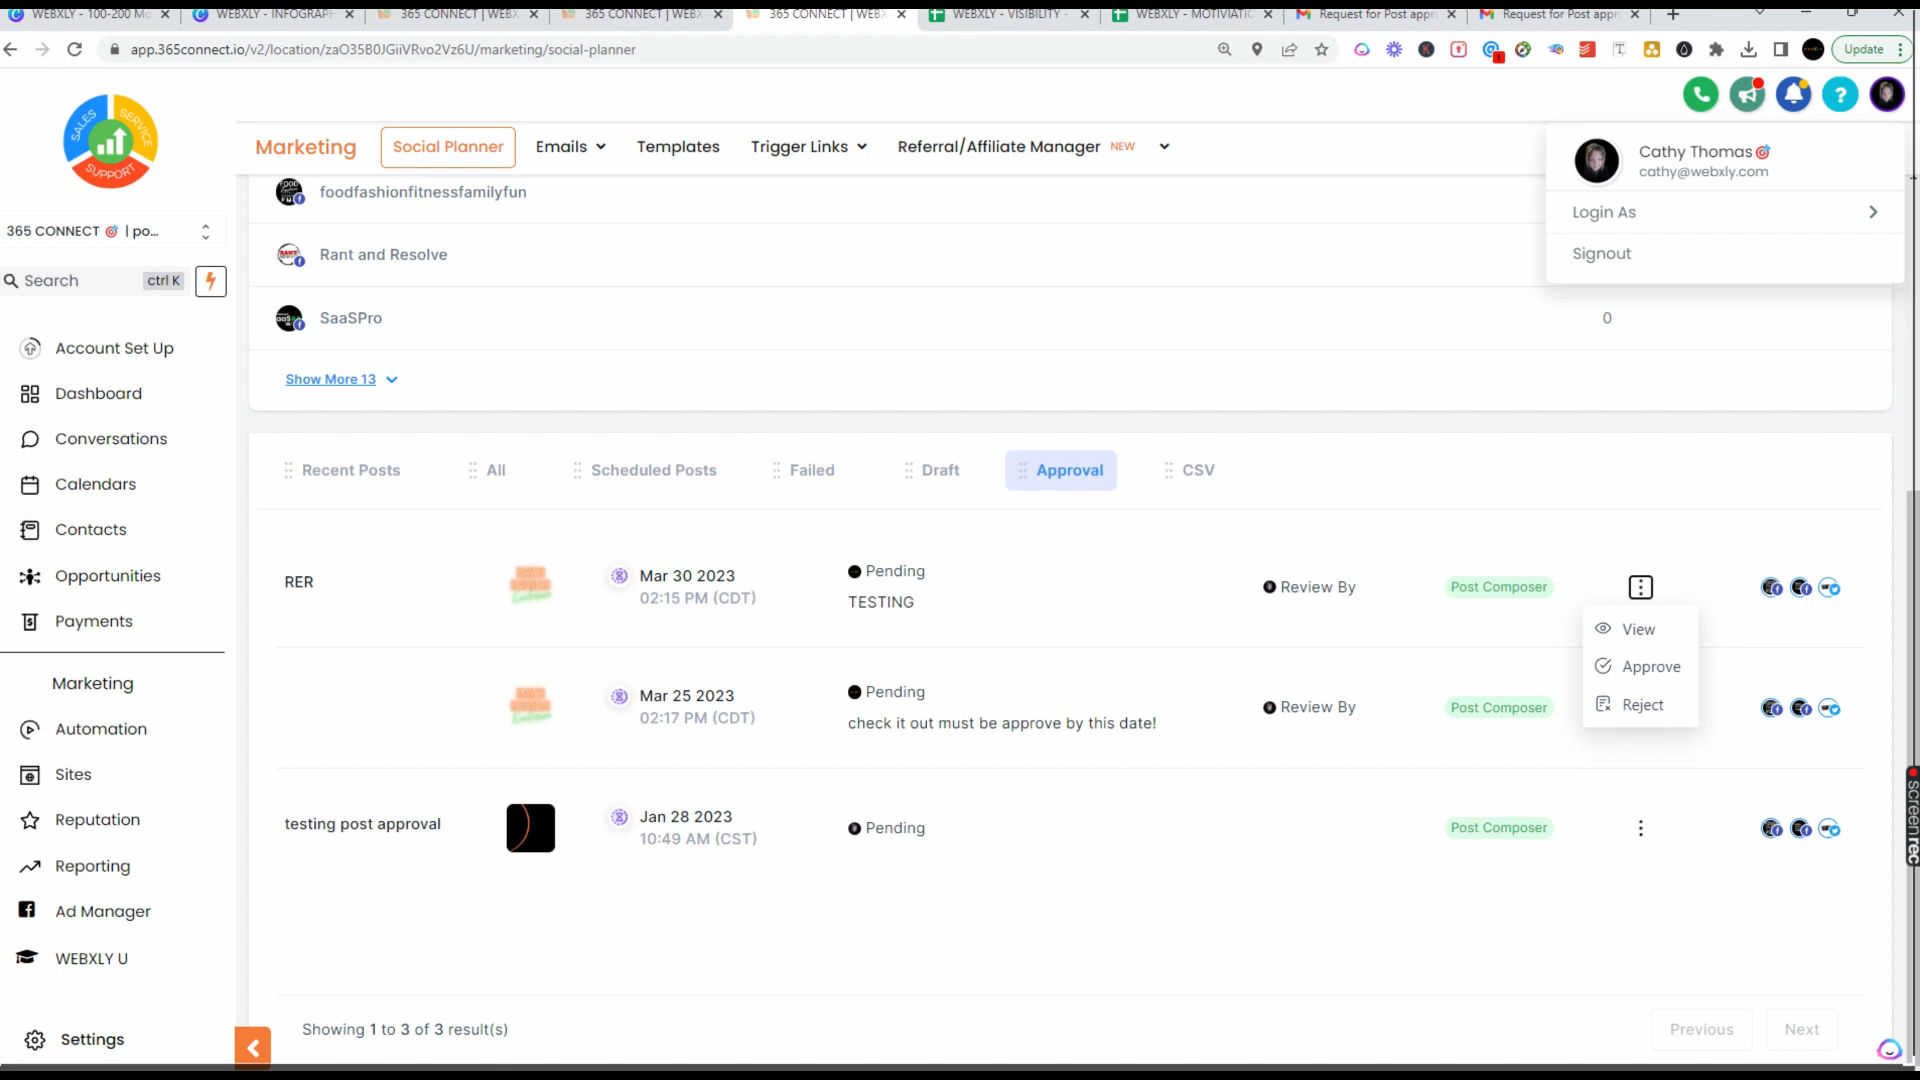 WEBXLY - 100-200 Mo
WEBXLY - INFOGRAPH
365 CONNECT | WEBX
365 CONNECT | WEBX
365 CONNECT | WEBX
WEBXLY - VISIBILITY -
WEBXLY - MOTIVIATIC
Request for Post appr
Request for Post appr
app.365connect.io/v2/location/zaO35B0JGiiVRvo2Vz6U/marketing/social-planner
Update
SALES
SERVICE
SUPPORT
Marketing
Social Planner
Emails
Templates
Trigger Links
Referral/Affiliate Manager NEW
Cathy Thomas
cathy@webxly.com
Login As
Signout
365 CONNECT 🎯 | po...
Search
ctrl K
Account Set Up
Dashboard
Conversations
Calendars
Contacts
Opportunities
Payments
Marketing
Automation
Sites
Reputation
Reporting
Ad Manager
WEBXLY U
Settings
foodfashionfitnessfamilyfun
Rant and Resolve
SaaSPro
0
Show More 13
Recent Posts
All
Scheduled Posts
Failed
Draft
Approval
CSV
RER
Mar 30 2023
02:15 PM (CDT)
Pending
TESTING
Review By
Post Composer
View
Approve
Reject
Mar 25 2023
02:17 PM (CDT)
Pending
check it out must be approve by this date!
Review By
Post Composer
testing post approval
Jan 28 2023
10:49 AM (CST)
Pending
Post Composer
Showing 1 to 3 of 3 result(s)
Previous
Next
screenrec